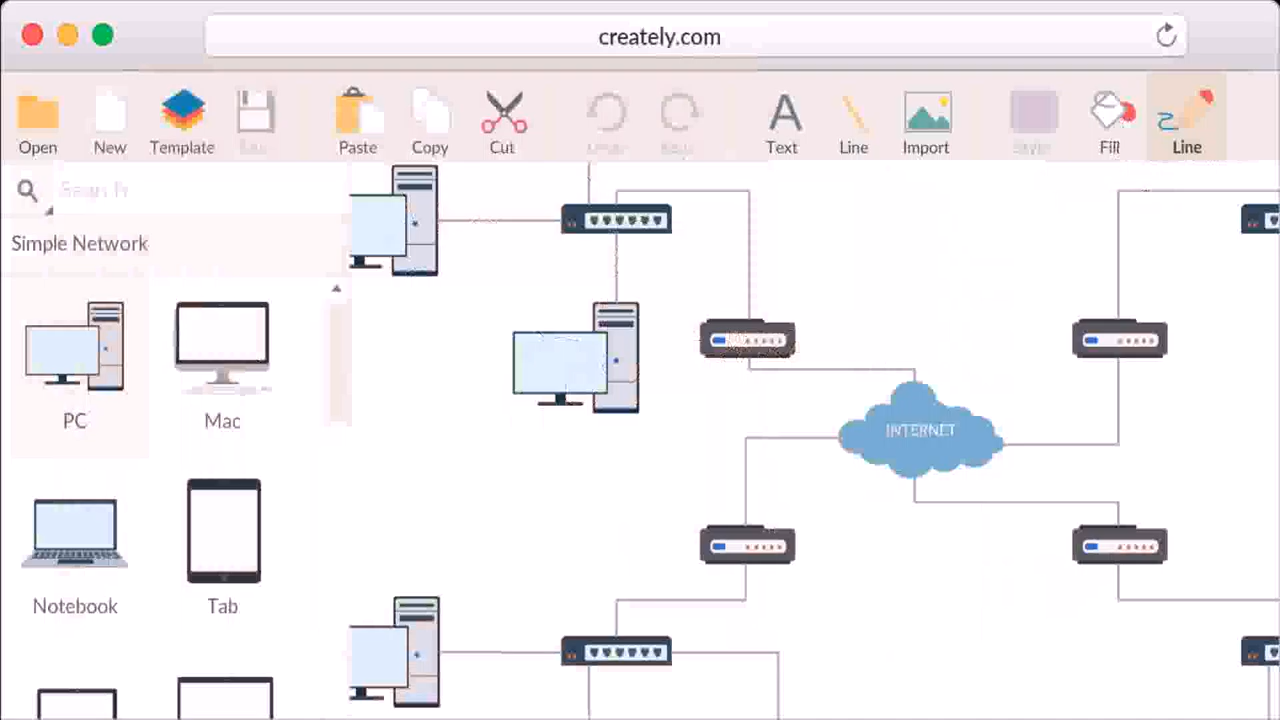 creately.com
Open New Template Paste Copy Cut Text Line Import Fill Line
Simple Network
PC Mac
INTERNET
Notebook Tab